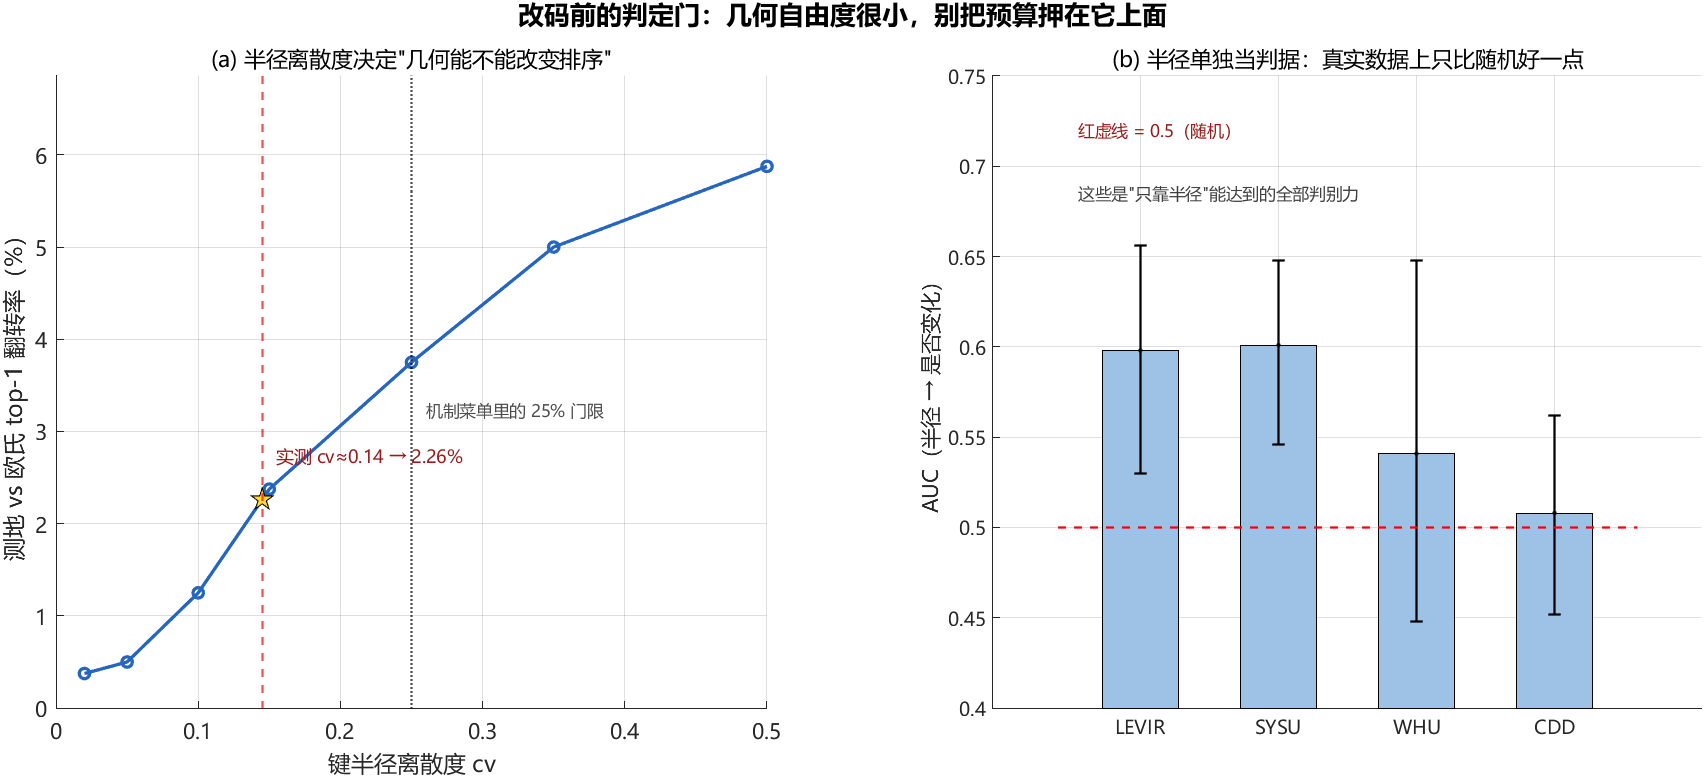 改码前的判定门：几何自由度很小，别把预算押在它上面
(a) 半径离散度决定"几何能不能改变排序"
测地 vs 欧氏 top-1 翻转率（%）
6
5
4
3
2
1
0
机制菜单里的 25% 门限
实测 cv≈0.14 → 2.26%
0 0.1 0.2 0.3 0.4 0.5
键半径离散度 cv
(b) 半径单独当判据：真实数据上只比随机好一点
AUC（半径 → 是否变化）
0.75
0.7
0.65
0.6
0.55
0.5
0.45
0.4
红虚线 = 0.5（随机）
这些是"只靠半径"能达到的全部判别力
LEVIR SYSU WHU CDD